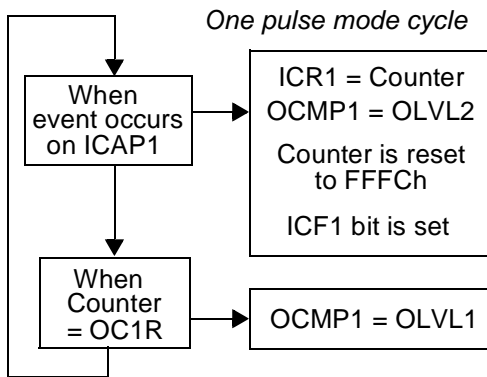 One pulse mode cycle
When
event occurs
on ICAP1
ICR1 = Counter
OCMP1 = OLVL2
Counter is reset
to FFFCh
ICF1 bit is set
When
Counter
= OC1R
OCMP1 = OLVL1